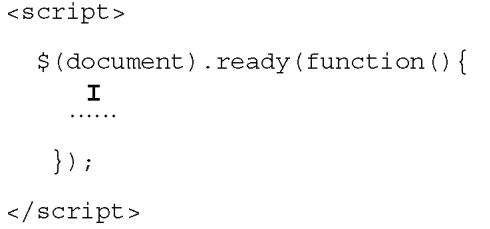 <script>
$(document).ready(function(){
I
......
});
</script>